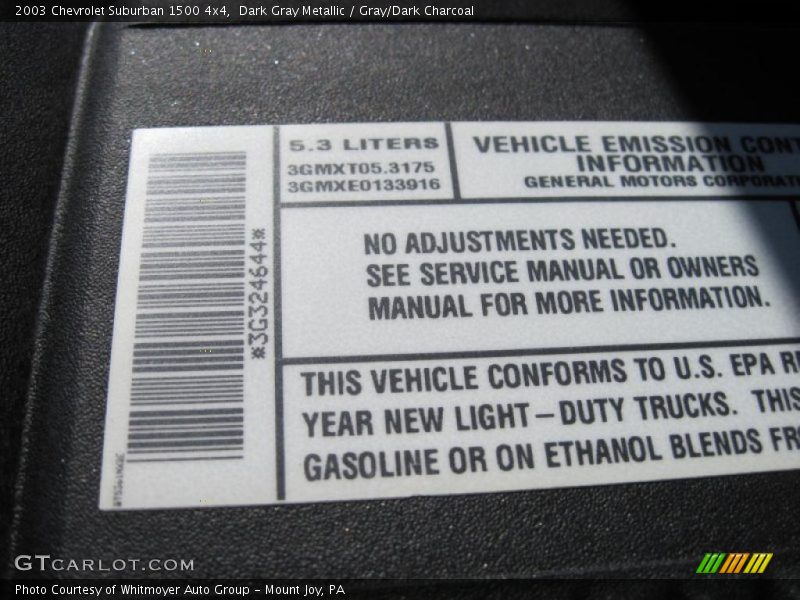 2003 Chevrolet Suburban 1500 4x4, Dark Gray Metallic / Gray/Dark Charcoal
5.3 LITERS
3GMXT05.3175
3GMXE0133916
VEHICLE EMISSION CONT
INFORMATION
GENERAL MOTORS CORPORAT
*3G324644*
NO ADJUSTMENTS NEEDED.
SEE SERVICE MANUAL OR OWNERS
MANUAL FOR MORE INFORMATION.
THIS VEHICLE CONFORMS TO U.S. EPA RE
YEAR NEW LIGHT-DUTY TRUCKS. THIS
GASOLINE OR ON ETHANOL BLENDS FRO
GTCARLOT.COM
Photo Courtesy of Whitmoyer Auto Group - Mount Joy, PA